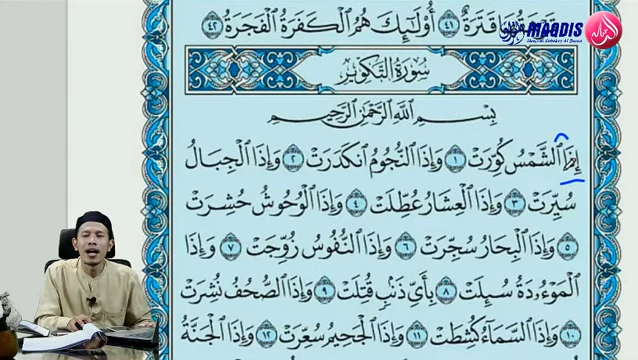 تَرْهَقُهَا قَتَرَةٌ ٤١ أُو۟لَٰٓئِكَ هُمُ ٱلْكَفَرَةُ ٱلْفَجَرَةُ ٤٢
MAQDIS
سُورَةُ التَّكْوِيرِ
بِسْمِ ٱللَّهِ ٱلرَّحْمَٰنِ ٱلرَّحِيمِ
إِذَا ٱلشَّمْسُ كُوِّرَتْ ١ وَإِذَا ٱلنُّجُومُ ٱنكَدَرَتْ ٢ وَإِذَا ٱلْجِبَالُ
سُيِّرَتْ ٣ وَإِذَا ٱلْعِشَارُ عُطِّلَتْ ٤ وَإِذَا ٱلْوُحُوشُ حُشِرَتْ
٥ وَإِذَا ٱلْبِحَارُ سُجِّرَتْ ٦ وَإِذَا ٱلنُّفُوسُ زُوِّجَتْ ٧ وَإِذَا
ٱلْمَوْءُۥدَةُ سُئِلَتْ ٨ بِأَىِّ ذَنۢبٍ قُتِلَتْ ٩ وَإِذَا ٱلصُّحُفُ نُشِرَتْ
١٠ وَإِذَا ٱلسَّمَآءُ كُشِطَتْ ١١ وَإِذَا ٱلْجَحِيمُ سُعِّرَتْ ١٢ وَإِذَا ٱلْجَنَّةُ